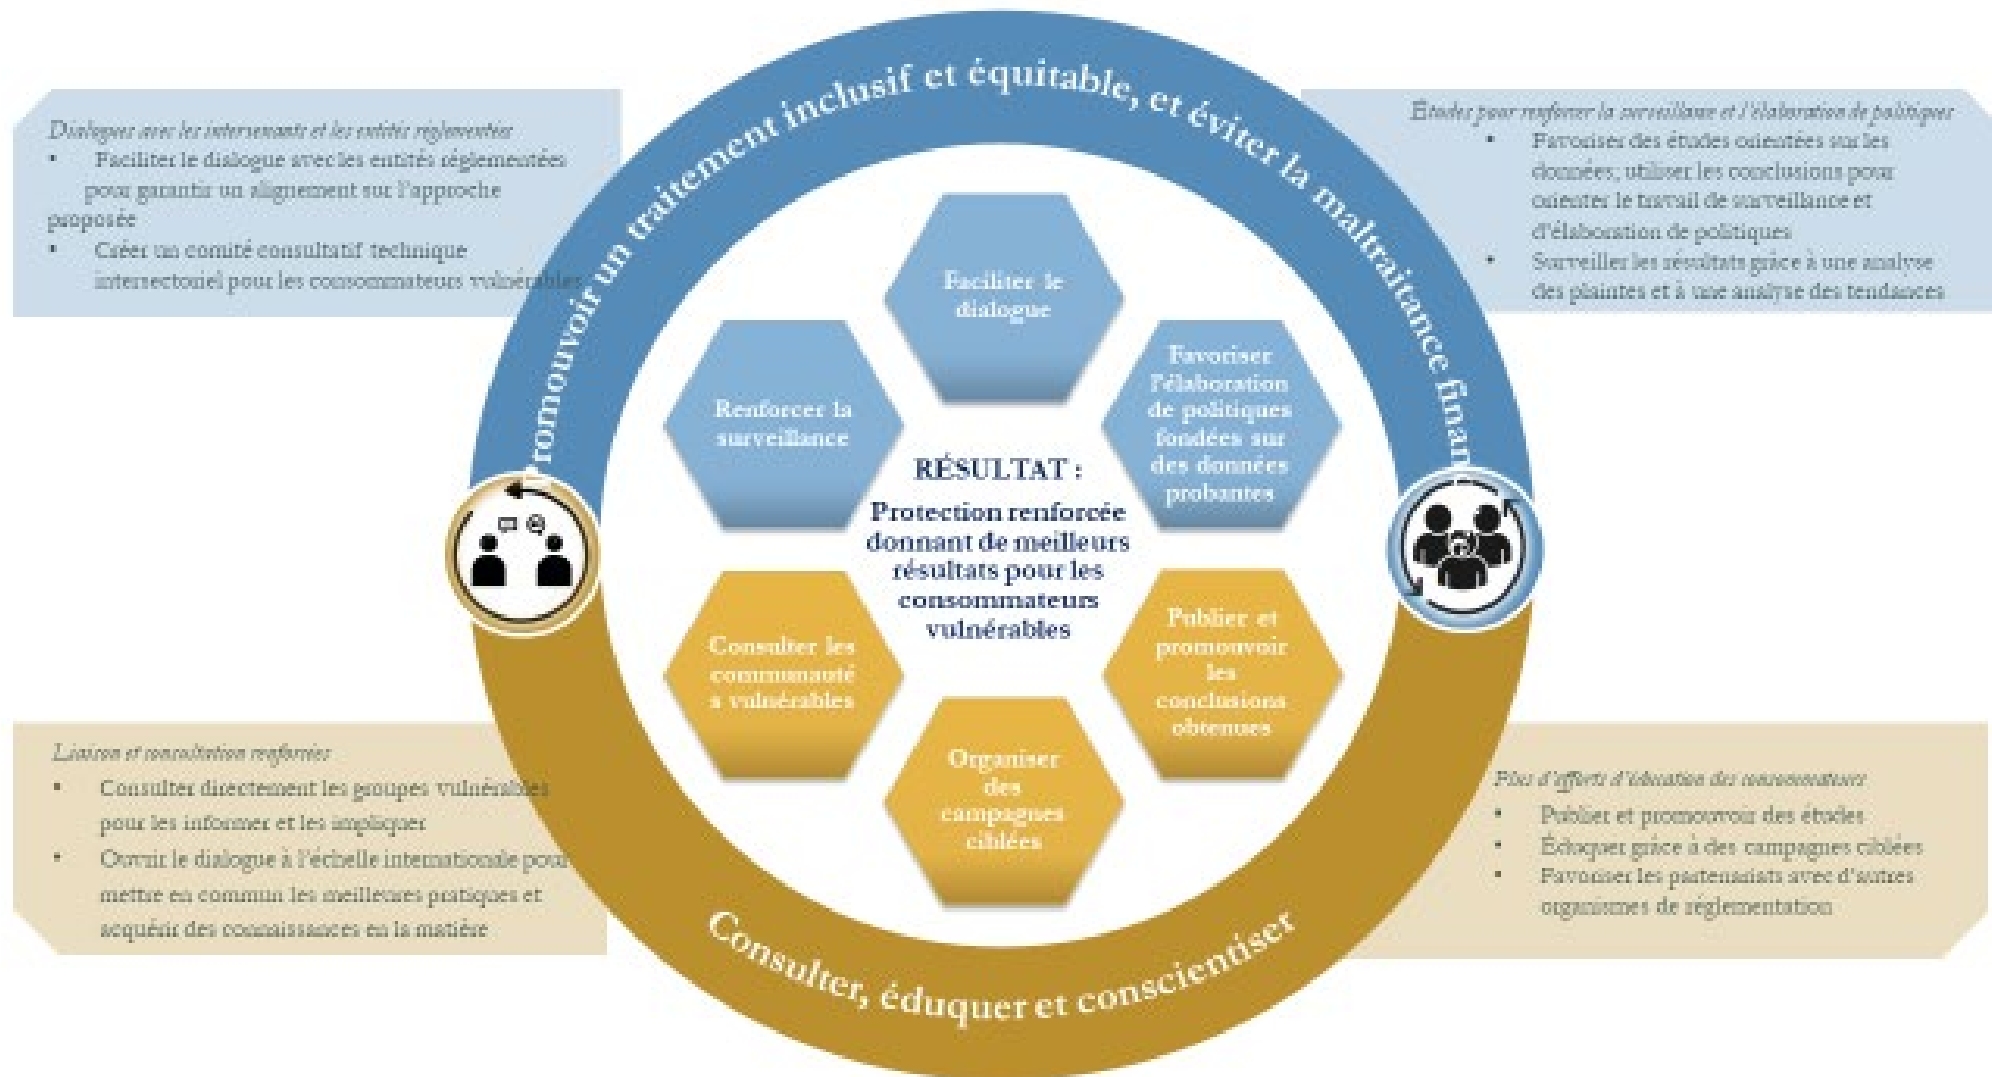 Promouvoir un traitement inclusif et équitable, et éviter la maltraitance finan
Dialogues avec les intervenants et les entités réglementées
• Faciliter le dialogue avec les entités réglementées
pour garantir un alignement sur l'approche
proposée
• Créer un comité consultatif technique
intersectoriel pour les consommateurs vulnérables
Études pour renforcer la surveillance et l'élaboration de politiques
• Favoriser des études orientées sur les
données; utiliser les conclusions pour
orienter le travail de surveillance et
d'élaboration de politiques
• Surveiller les résultats grâce à une analyse
des plaintes et à une analyse des tendances
Faciliter le
dialogue
Renforcer la
surveillance
Favoriser
l'élaboration
de politiques
fondées sur
des données
probantes
RÉSULTAT :
Protection renforcée
donnant de meilleurs
résultats pour les
consommateurs
vulnérables
Consulter les
communauté
s vulnérables
Publier et
promouvoir
les
conclusions
obtenues
Organiser
des
campagnes
ciblées
Liaison et consultation renforcées
• Consulter directement les groupes vulnérables
pour les informer et les impliquer
• Ouvrir le dialogue à l'échelle internationale pour
mettre en commun les meilleures pratiques et
acquérir des connaissances en la matière
Plus d'efforts d'éducation des consommateurs
• Publier et promouvoir des études
• Éduquer grâce à des campagnes ciblées
• Favoriser les partenariats avec d'autres
organismes de réglementation
Consulter, éduquer et conscientiser